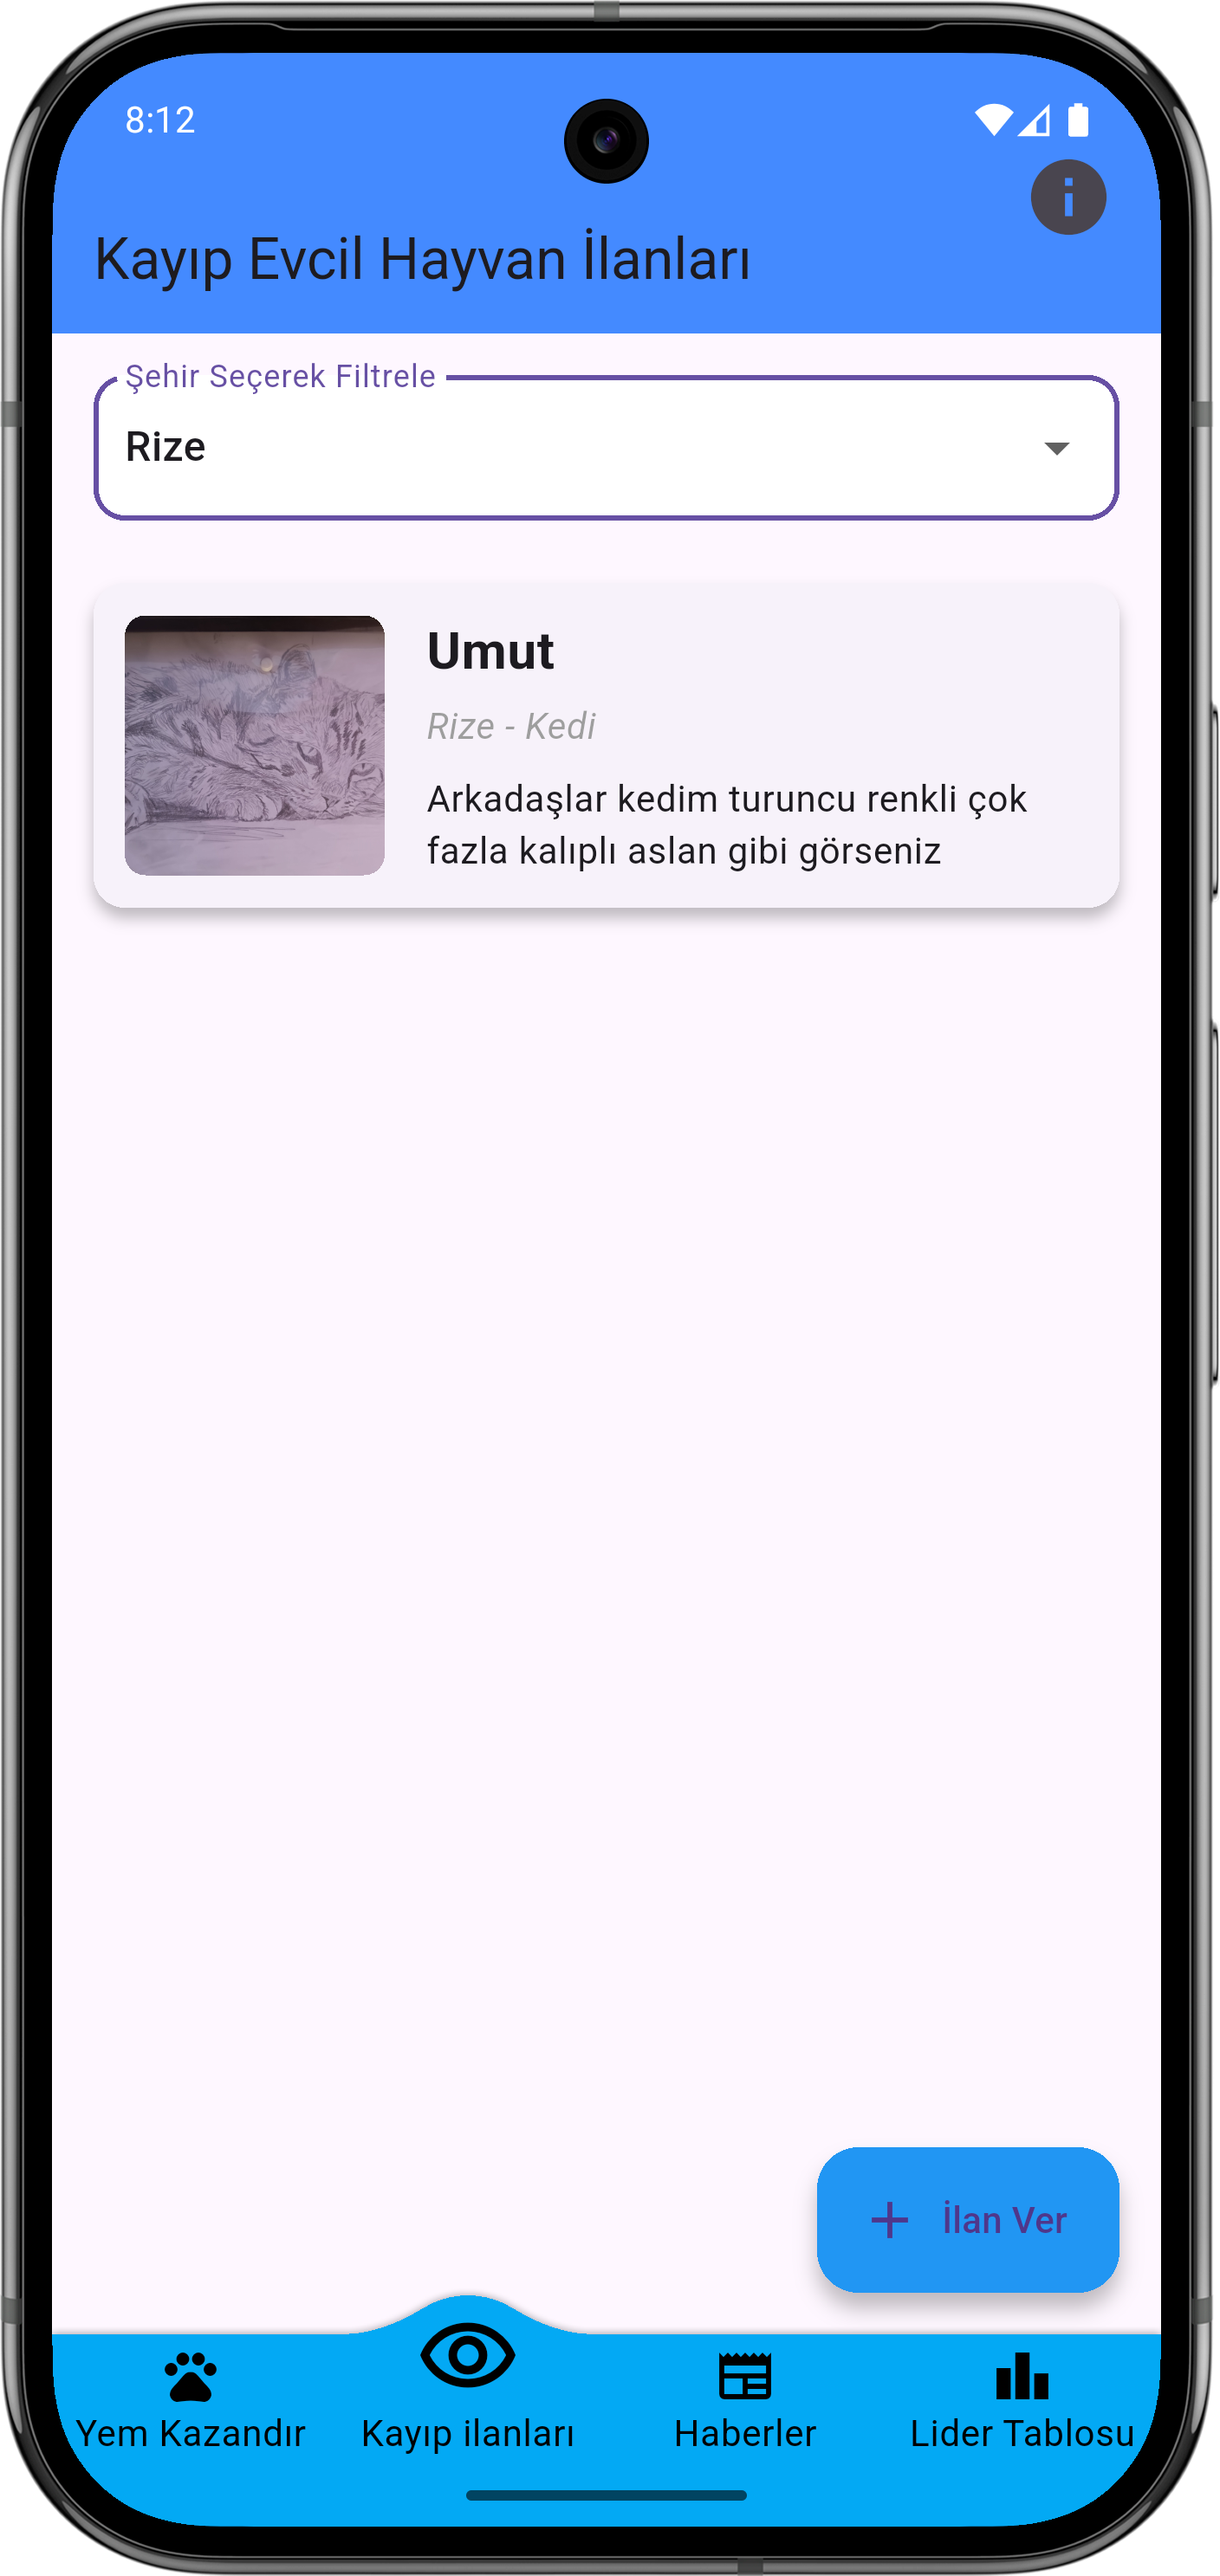 8:12
Kayıp Evcil Hayvan İlanları
Şehir Seçerek Filtrele
Rize
Umut
Rize - Kedi
Arkadaşlar kedim turuncu renkli çok
fazla kalıplı aslan gibi görseniz
İlan Ver
Yem Kazandır
Kayıp ilanları
Haberler
Lider Tablosu